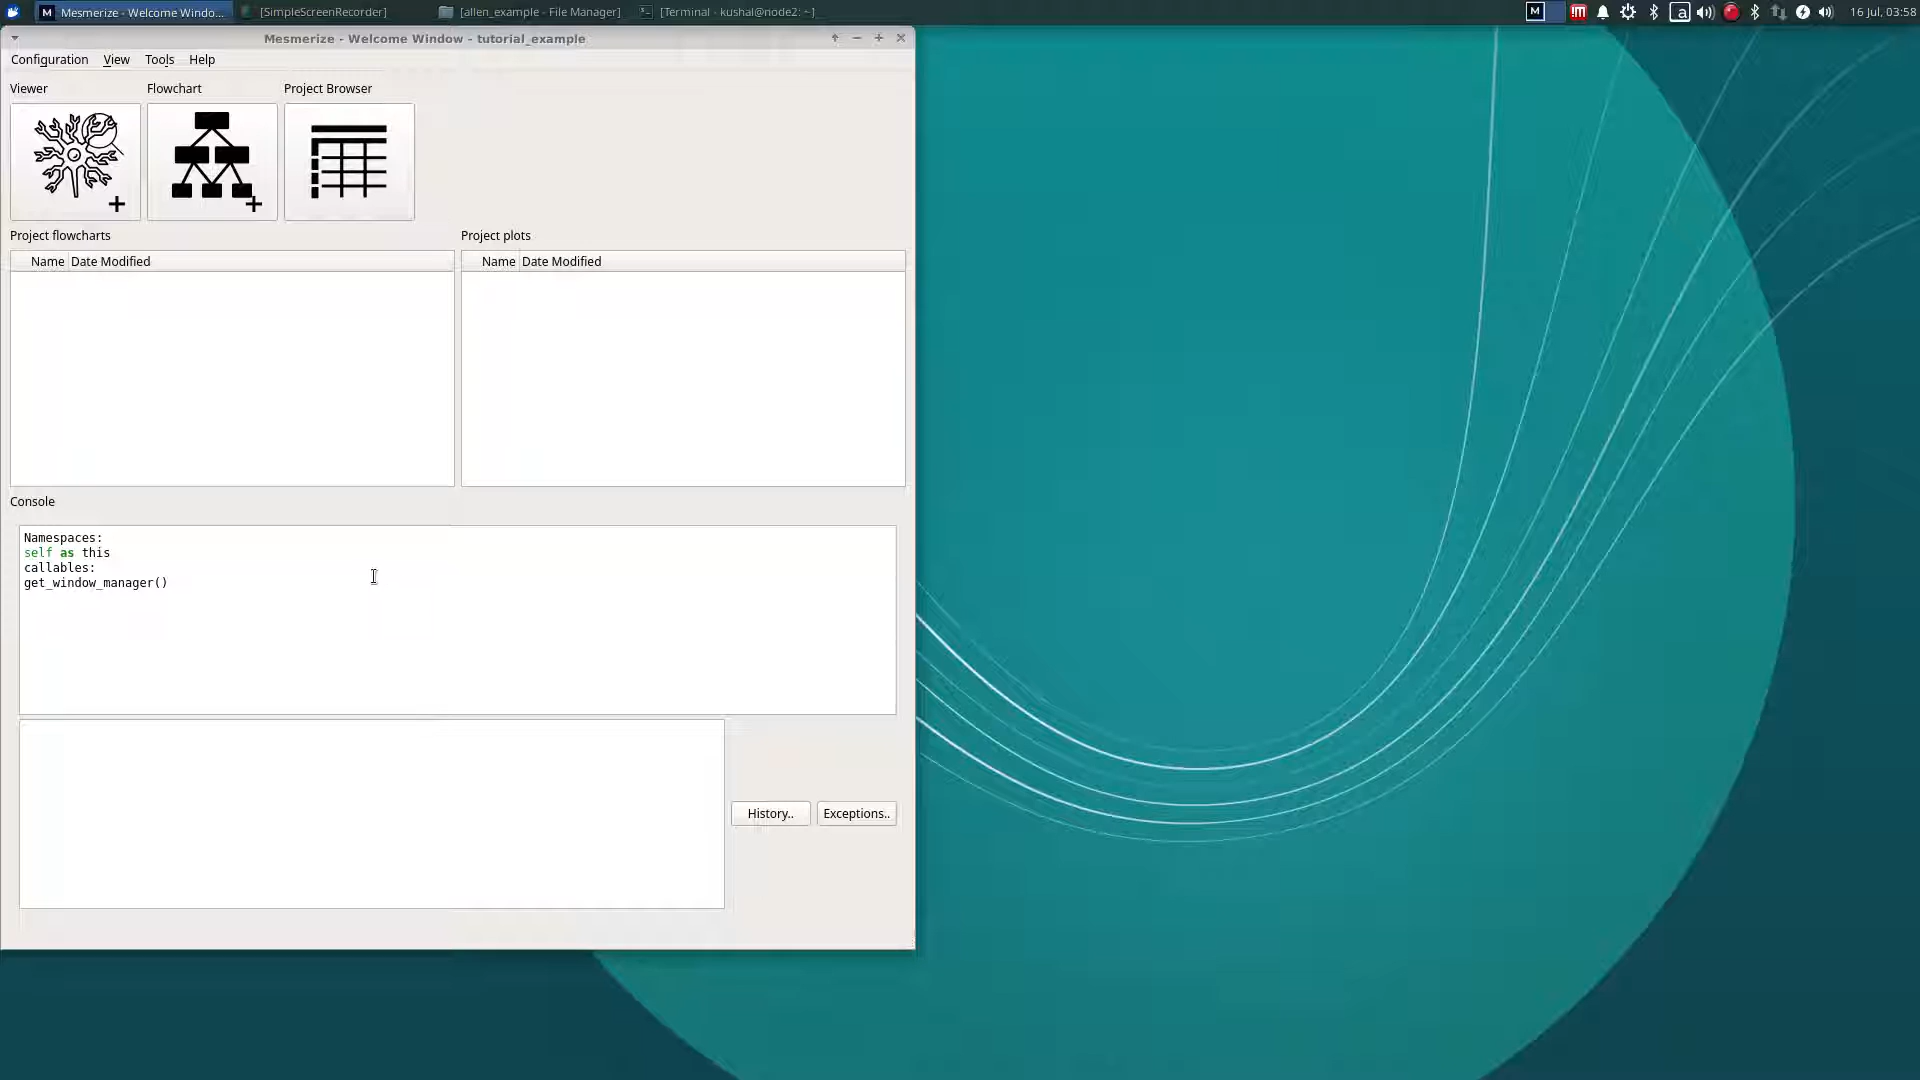 Mesmerize - Welcome Windo...
[SimpleScreenRecorder]
[allen_example - File Manager]
[Terminal - kushal@node2: ~]
16 Jul, 03:58
Mesmerize - Welcome Window - tutorial_example
Configuration View Tools Help
Viewer Flowchart Project Browser
Project flowcharts Project plots
Name Date Modified Name Date Modified
Console
Namespaces:
self as this
callables:
get_window_manager()
History.. Exceptions..